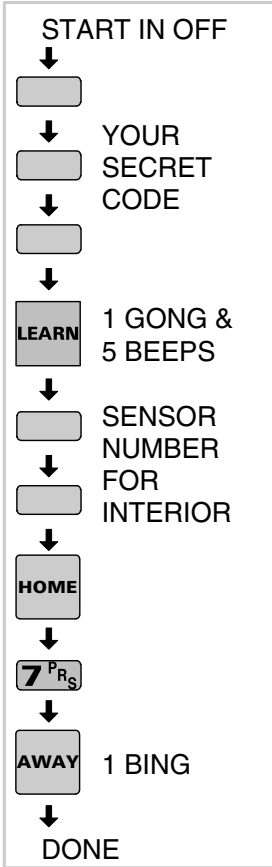 START IN OFF
YOUR
SECRET
CODE
LEARN 1 GONG &
5 BEEPS
SENSOR
NUMBER
FOR
INTERIOR
HOME
7 PRS
AWAY 1 BING
DONE